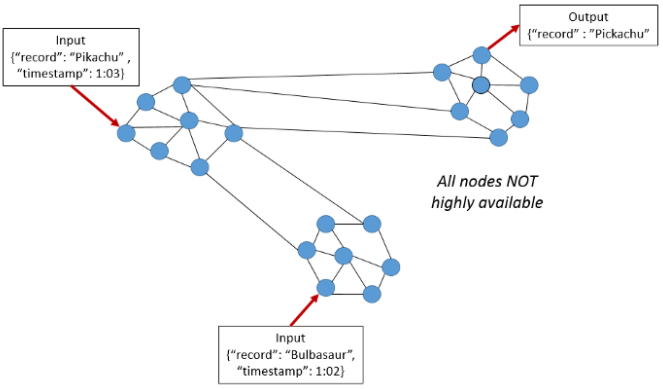 Input
{“record”: “Pikachu” ,
“timestamp”: 1:03}
Output
{“record” : ”Pickachu”
All nodes NOT
highly available
Input
{“record”: “Bulbasaur”,
“timestamp”: 1:02}